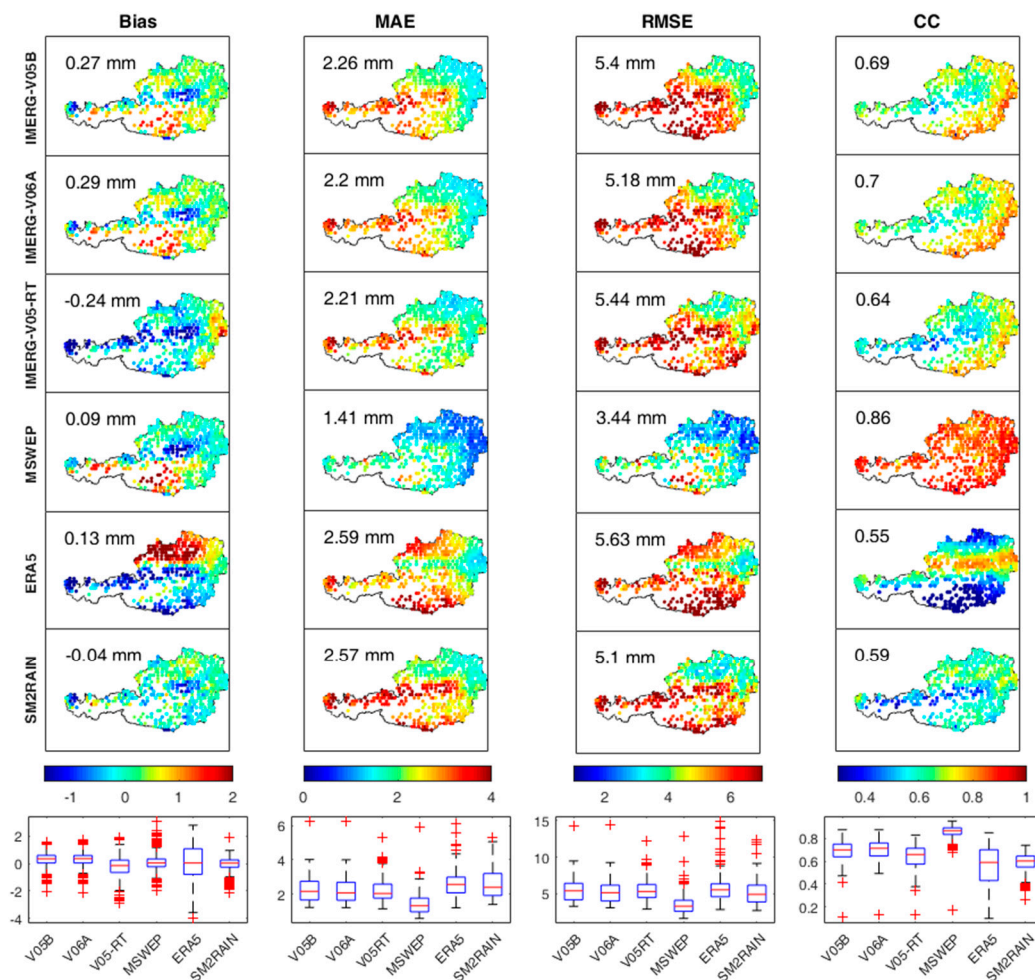 Bias MAE RMSE CC
IMERG-V05B
0.27 mm 2.26 mm 5.4 mm 0.69
IMERG-V06A
0.29 mm 2.2 mm 5.18 mm 0.7
IMERG-V05-RT
-0.24 mm 2.21 mm 5.44 mm 0.64
MSWEP
0.09 mm 1.41 mm 3.44 mm 0.86
ERA5
0.13 mm 2.59 mm 5.63 mm 0.55
SM2RAIN
-0.04 mm 2.57 mm 5.1 mm 0.59
-1 0 1 2
0 2 4
2 4 6
0.4 0.6 0.8 1
2
0
-2
-4
V05B V06A V05-RT MSWEP ERA5 SM2RAIN
6
4
2
V05B V06A V05-RT MSWEP ERA5 SM2RAIN
15
10
5
0
V05B V06A V05-RT MSWEP ERA5 SM2RAIN
0.8
0.6
0.4
0.2
V05B V06A V05-RT MSWEP ERA5 SM2RAIN